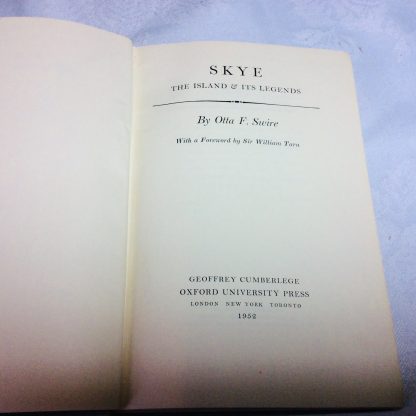 SKYE
THE ISLAND & ITS LEGENDS
By Otta F. Swire
With a Foreword by Sir William Tarn
GEOFFREY CUMBERLEGE
OXFORD UNIVERSITY PRESS
LONDON NEW YORK TORONTO
1952